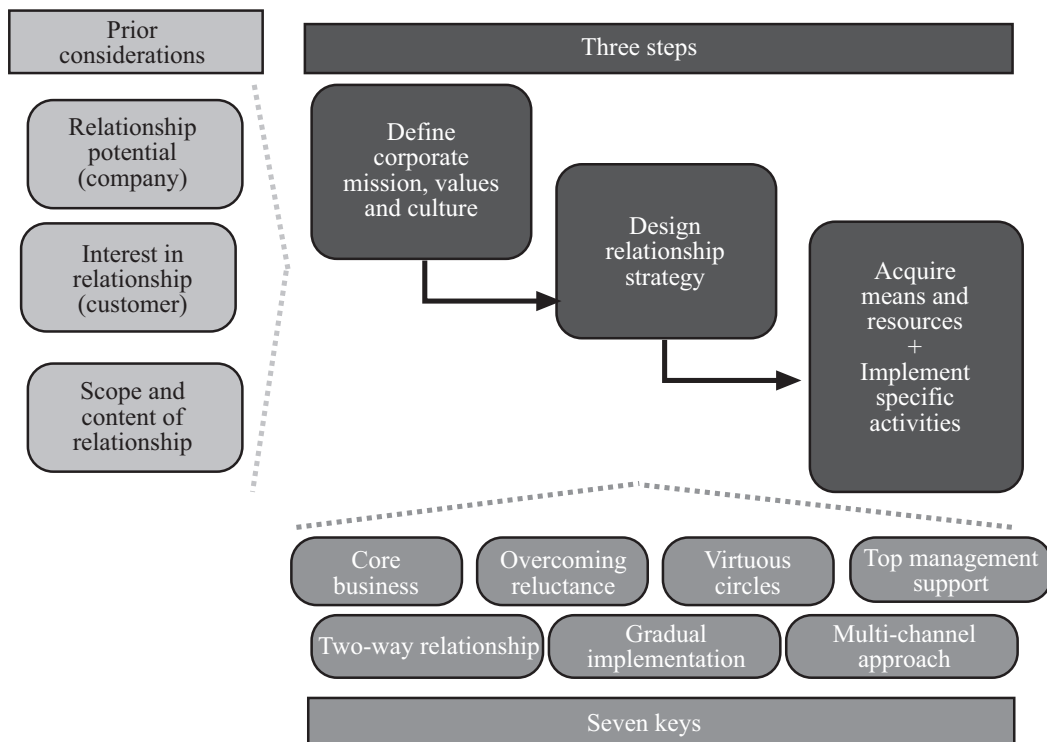 Prior
considerations
Three steps
Relationship
potential
(company)
Interest in
relationship
(customer)
Scope and
content of
relationship
Define
corporate
mission, values
and culture
Design
relationship
strategy
Acquire
means and
resources
+
Implement
specific
activities
Core
business
Overcoming
reluctance
Virtuous
circles
Top management
support
Two-way relationship
Gradual
implementation
Multi-channel
approach
Seven keys